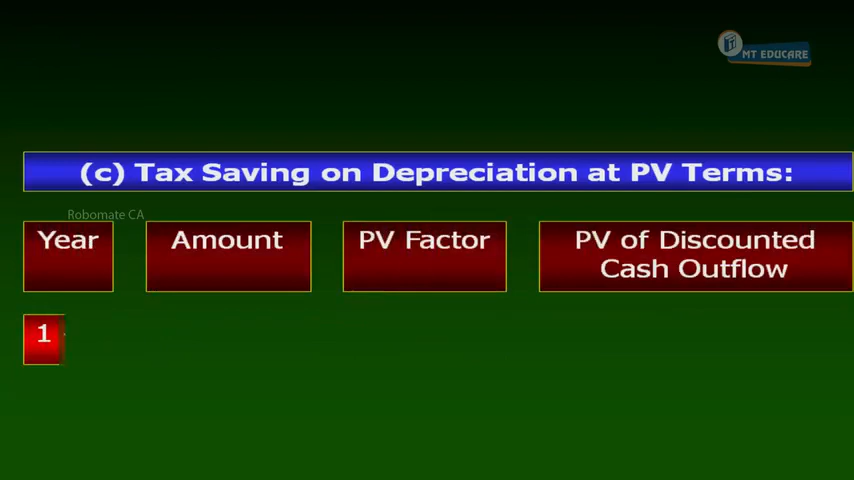 MT EDUCARE
(c) Tax Saving on Depreciation at PV Terms:
Robomate CA
Year
Amount
PV Factor
PV of Discounted
Cash Outflow
1